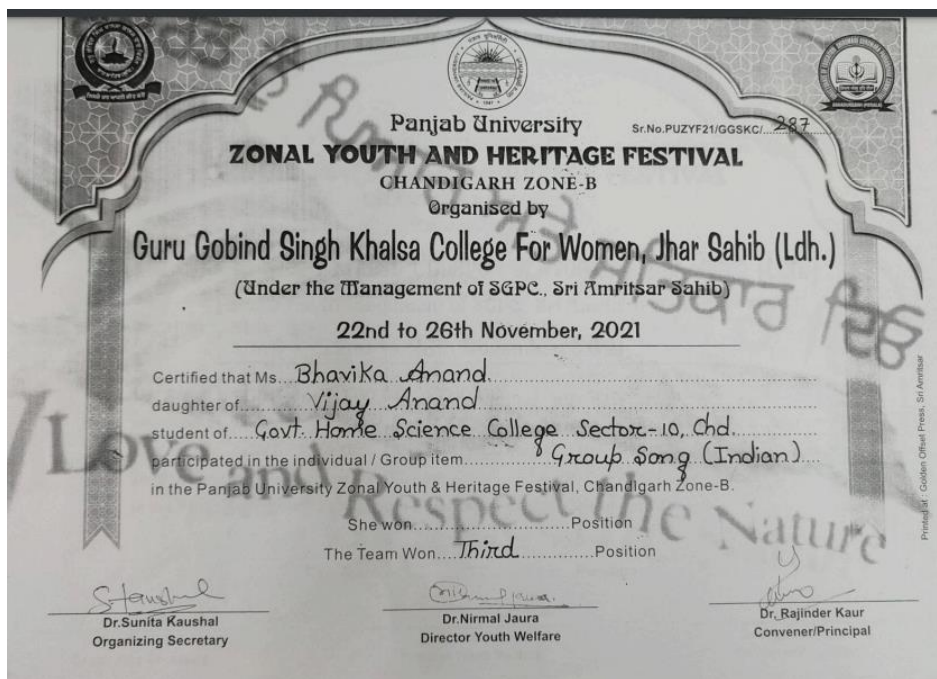 Panjab University
Sr.No.PUZYF21/GGSKC/....287....
ZONAL YOUTH AND HERITAGE FESTIVAL
CHANDIGARH ZONE-B
Organised by
Guru Gobind Singh Khalsa College For Women, Jhar Sahib (Ldh.)
(Under the Management of SGPC., Sri Amritsar Sahib)
22nd to 26th November, 2021
Certified that Ms....Bhavika Anand
daughter of.............Vijay Anand
student of....Govt. Home Science College Sector-10, Chd.
participated in the individual / Group item.............Group Song (Indian)....
in the Panjab University Zonal Youth & Heritage Festival, Chandigarh Zone-B.
She won..........................Position
The Team Won....Third..............Position
ਪਿਆਰ ਅਤੇ ਸਤਿਕਾਰ ਦਿਓ
Love and Respect the Nature
Dr.Sunita Kaushal
Organizing Secretary
Dr.Nirmal Jaura
Director Youth Welfare
Dr. Rajinder Kaur
Convener/Principal
Printed at : Golden Offset Press, Sri Amritsar